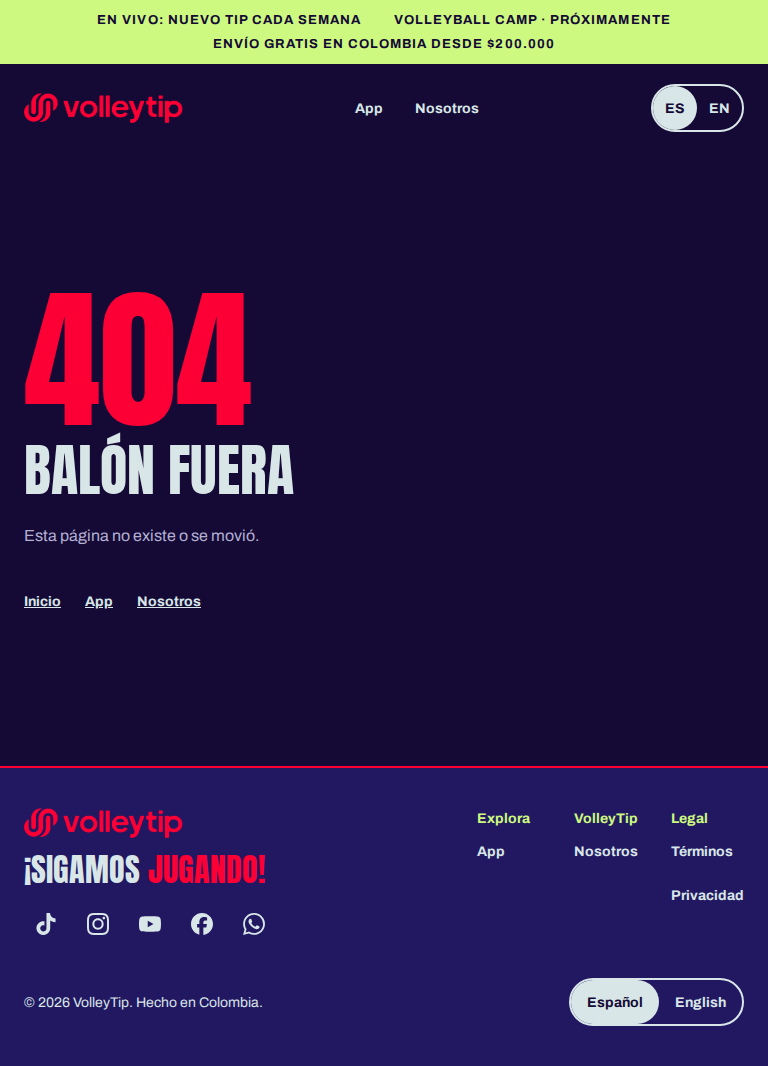 EN VIVO: NUEVO TIP CADA SEMANA VOLLEYBALL CAMP · PRÓXIMAMENTE
ENVÍO GRATIS EN COLOMBIA DESDE $200.000
volleytip
App Nosotros
ES EN
404
BALÓN FUERA
Esta página no existe o se movió.
Inicio App Nosotros
volleytip
¡SIGAMOS JUGANDO!
Explora VolleyTip Legal
App Nosotros Términos
Privacidad
© 2026 VolleyTip. Hecho en Colombia.
Español English